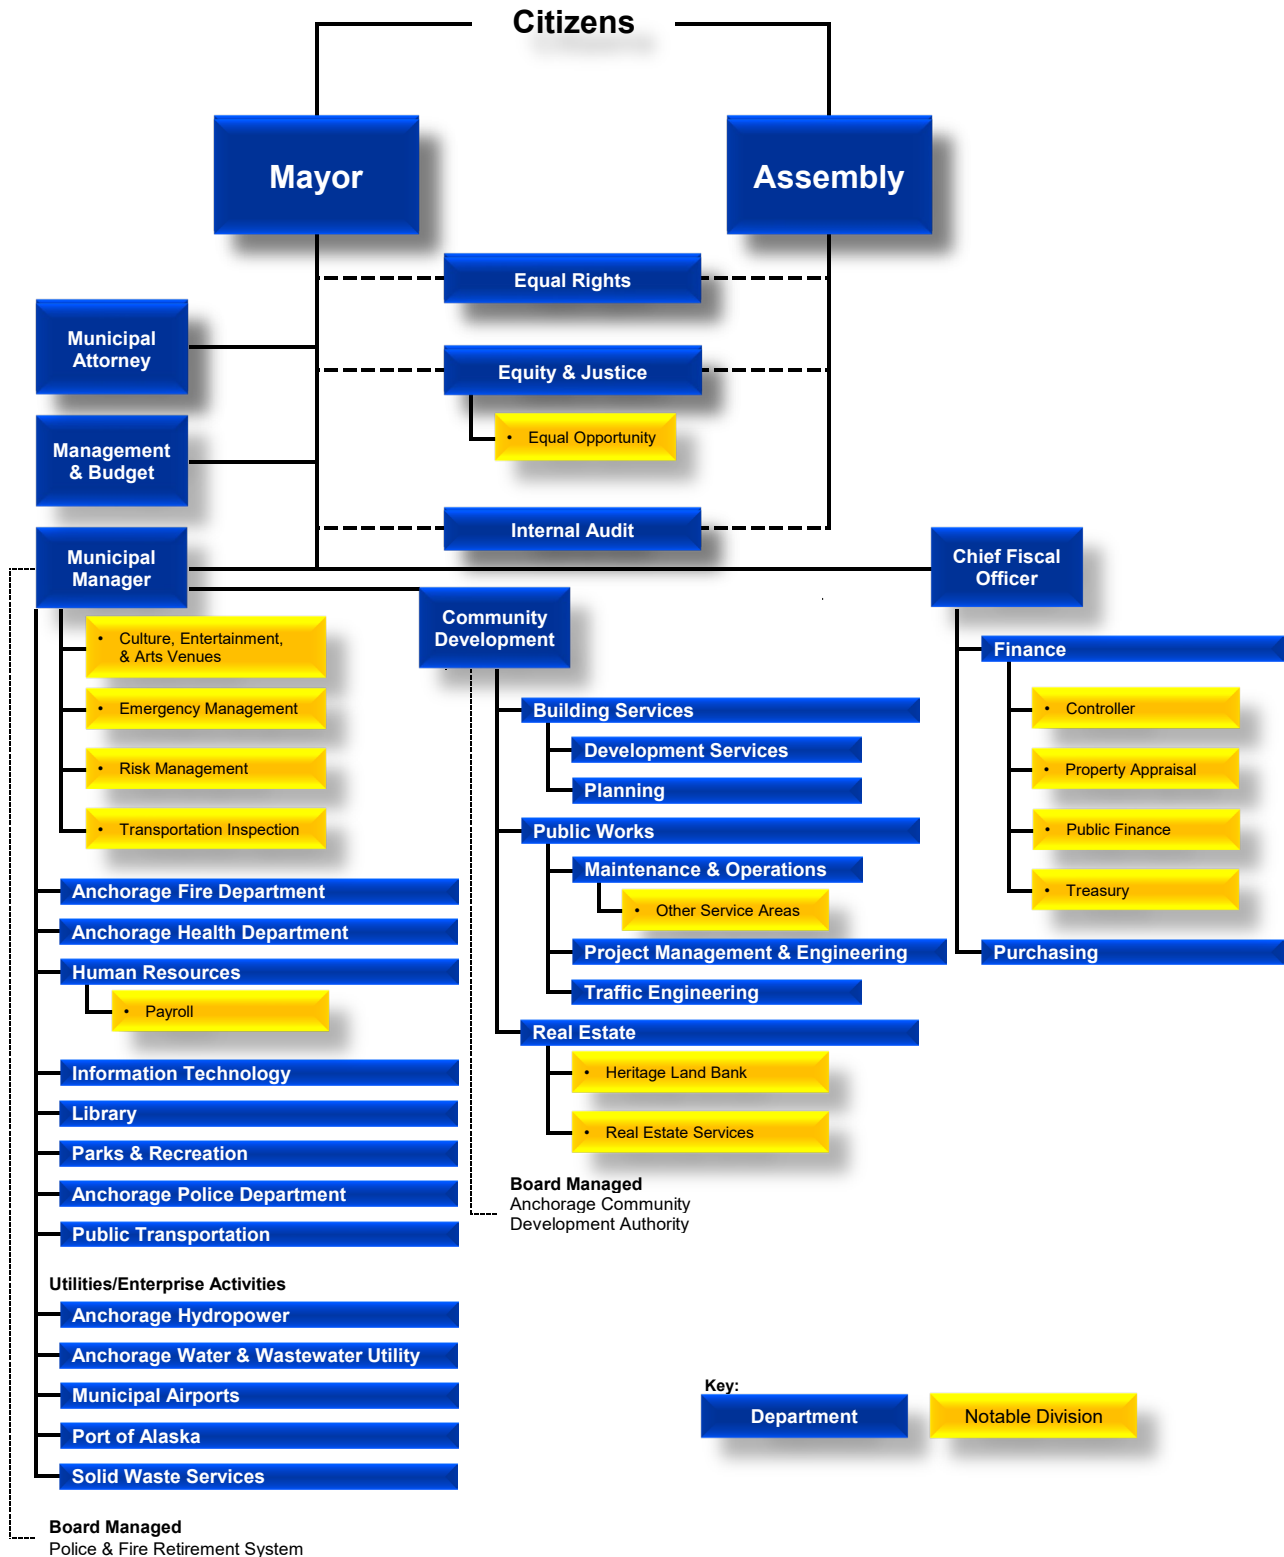 Citizens
Mayor
Assembly
Equal Rights
Municipal
Attorney
Equity & Justice
• Equal Opportunity
Management
& Budget
Internal Audit
Municipal
Manager
Chief Fiscal
Officer
• Culture, Entertainment,
& Arts Venues
• Emergency Management
• Risk Management
• Transportation Inspection
Anchorage Fire Department
Anchorage Health Department
Human Resources
• Payroll
Information Technology
Library
Parks & Recreation
Anchorage Police Department
Public Transportation
Utilities/Enterprise Activities
Anchorage Hydropower
Anchorage Water & Wastewater Utility
Municipal Airports
Port of Alaska
Solid Waste Services
Board Managed
Police & Fire Retirement System
Community
Development
Building Services
Development Services
Planning
Public Works
Maintenance & Operations
• Other Service Areas
Project Management & Engineering
Traffic Engineering
Real Estate
• Heritage Land Bank
• Real Estate Services
Board Managed
Anchorage Community
Development Authority
Finance
• Controller
• Property Appraisal
• Public Finance
• Treasury
Purchasing
Key:
Department
Notable Division